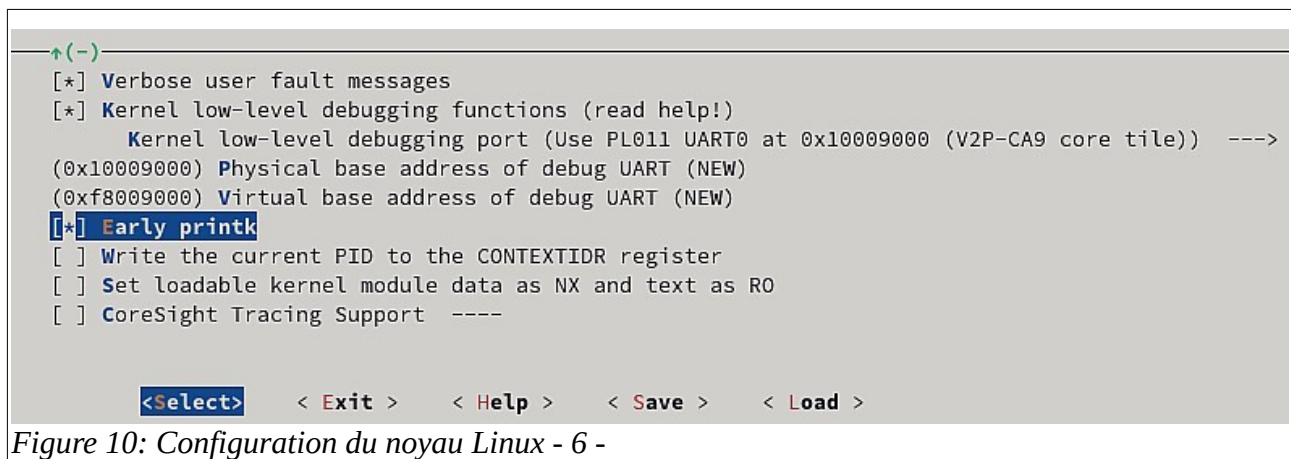 ↑(-)
[*] Verbose user fault messages
[*] Kernel low-level debugging functions (read help!)
Kernel low-level debugging port (Use PL011 UART0 at 0x10009000 (V2P-CA9 core tile))  --->
(0x10009000) Physical base address of debug UART (NEW)
(0xf8009000) Virtual base address of debug UART (NEW)
[*] Early printk
[ ] Write the current PID to the CONTEXTIDR register
[ ] Set loadable kernel module data as NX and text as RO
[ ] CoreSight Tracing Support  ----
<Select>    < Exit >    < Help >    < Save >    < Load >
Figure 10: Configuration du noyau Linux - 6 -